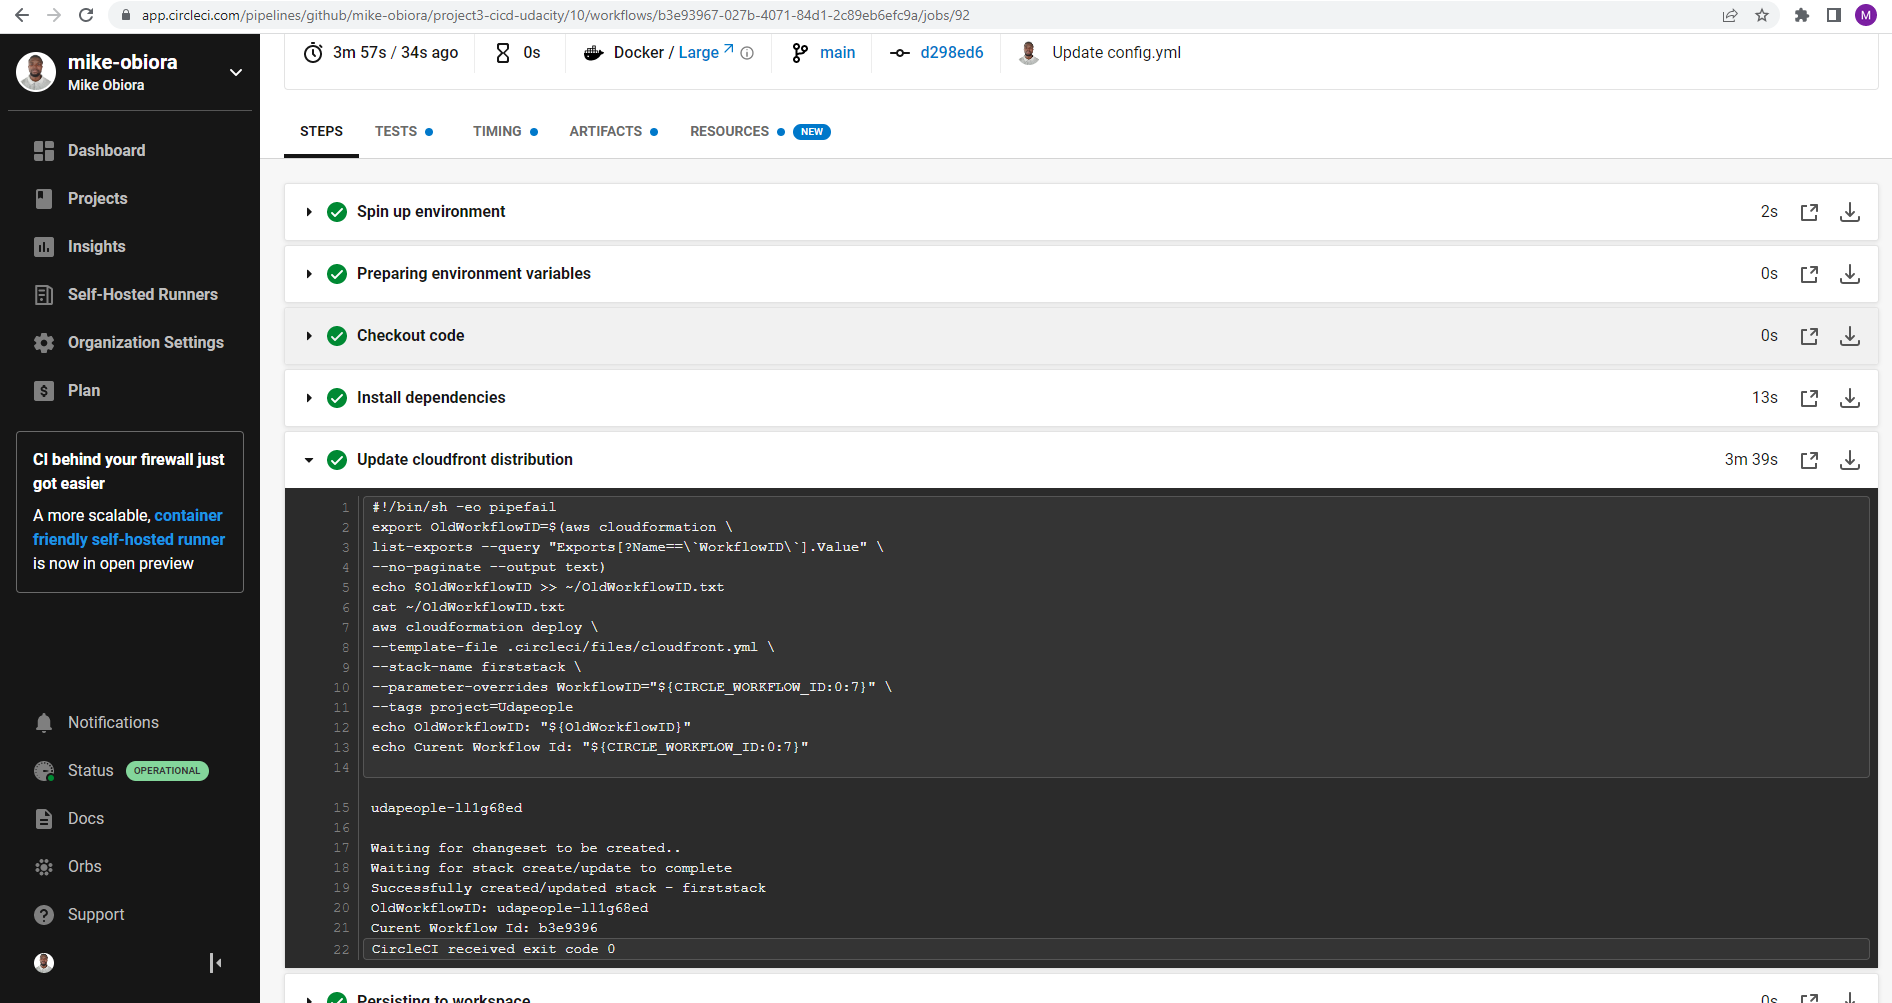 app.circleci.com/pipelines/github/mike-obiora/project3-cicd-udacity/10/workflows/b3e93967-027b-4071-84d1-2c89eb6efc9a/jobs/92
M
mike-obiora
Mike Obiora
Dashboard
Projects
Insights
Self-Hosted Runners
Organization Settings
Plan
CI behind your firewall just
got easier
A more scalable, container
friendly self-hosted runner
is now in open preview
Notifications
Status OPERATIONAL
Docs
Orbs
Support
3m 57s / 34s ago 0s Docker / Large main d298ed6 Update config.yml
STEPS TESTS TIMING ARTIFACTS RESOURCES NEW
Spin up environment 2s
Preparing environment variables 0s
Checkout code 0s
Install dependencies 13s
Update cloudfront distribution 3m 39s
1 #!/bin/sh -eo pipefail
2 export OldWorkflowID=$(aws cloudformation \
3 list-exports --query "Exports[?Name==\`WorkflowID\`].Value" \
4 --no-paginate --output text)
5 echo $OldWorkflowID >> ~/OldWorkflowID.txt
6 cat ~/OldWorkflowID.txt
7 aws cloudformation deploy \
8 --template-file .circleci/files/cloudfront.yml \
9 --stack-name firststack \
10 --parameter-overrides WorkflowID="${CIRCLE_WORKFLOW_ID:0:7}" \
11 --tags project=Udapeople
12 echo OldWorkflowID: "${OldWorkflowID}"
13 echo Curent Workflow Id: "${CIRCLE_WORKFLOW_ID:0:7}"
14
15 udapeople-ll1g68ed
16
17 Waiting for changeset to be created..
18 Waiting for stack create/update to complete
19 Successfully created/updated stack - firststack
20 OldWorkflowID: udapeople-ll1g68ed
21 Curent Workflow Id: b3e9396
22 CircleCI received exit code 0
Persisting to workspace 0s